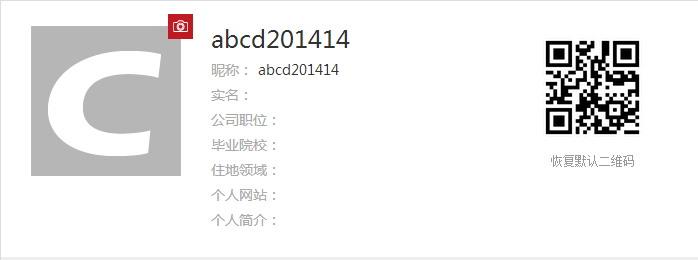 C
abcd201414
昵称： abcd201414
实名：
公司职位：
毕业院校：
住地领域：
个人网站：
个人简介：
恢复默认二维码